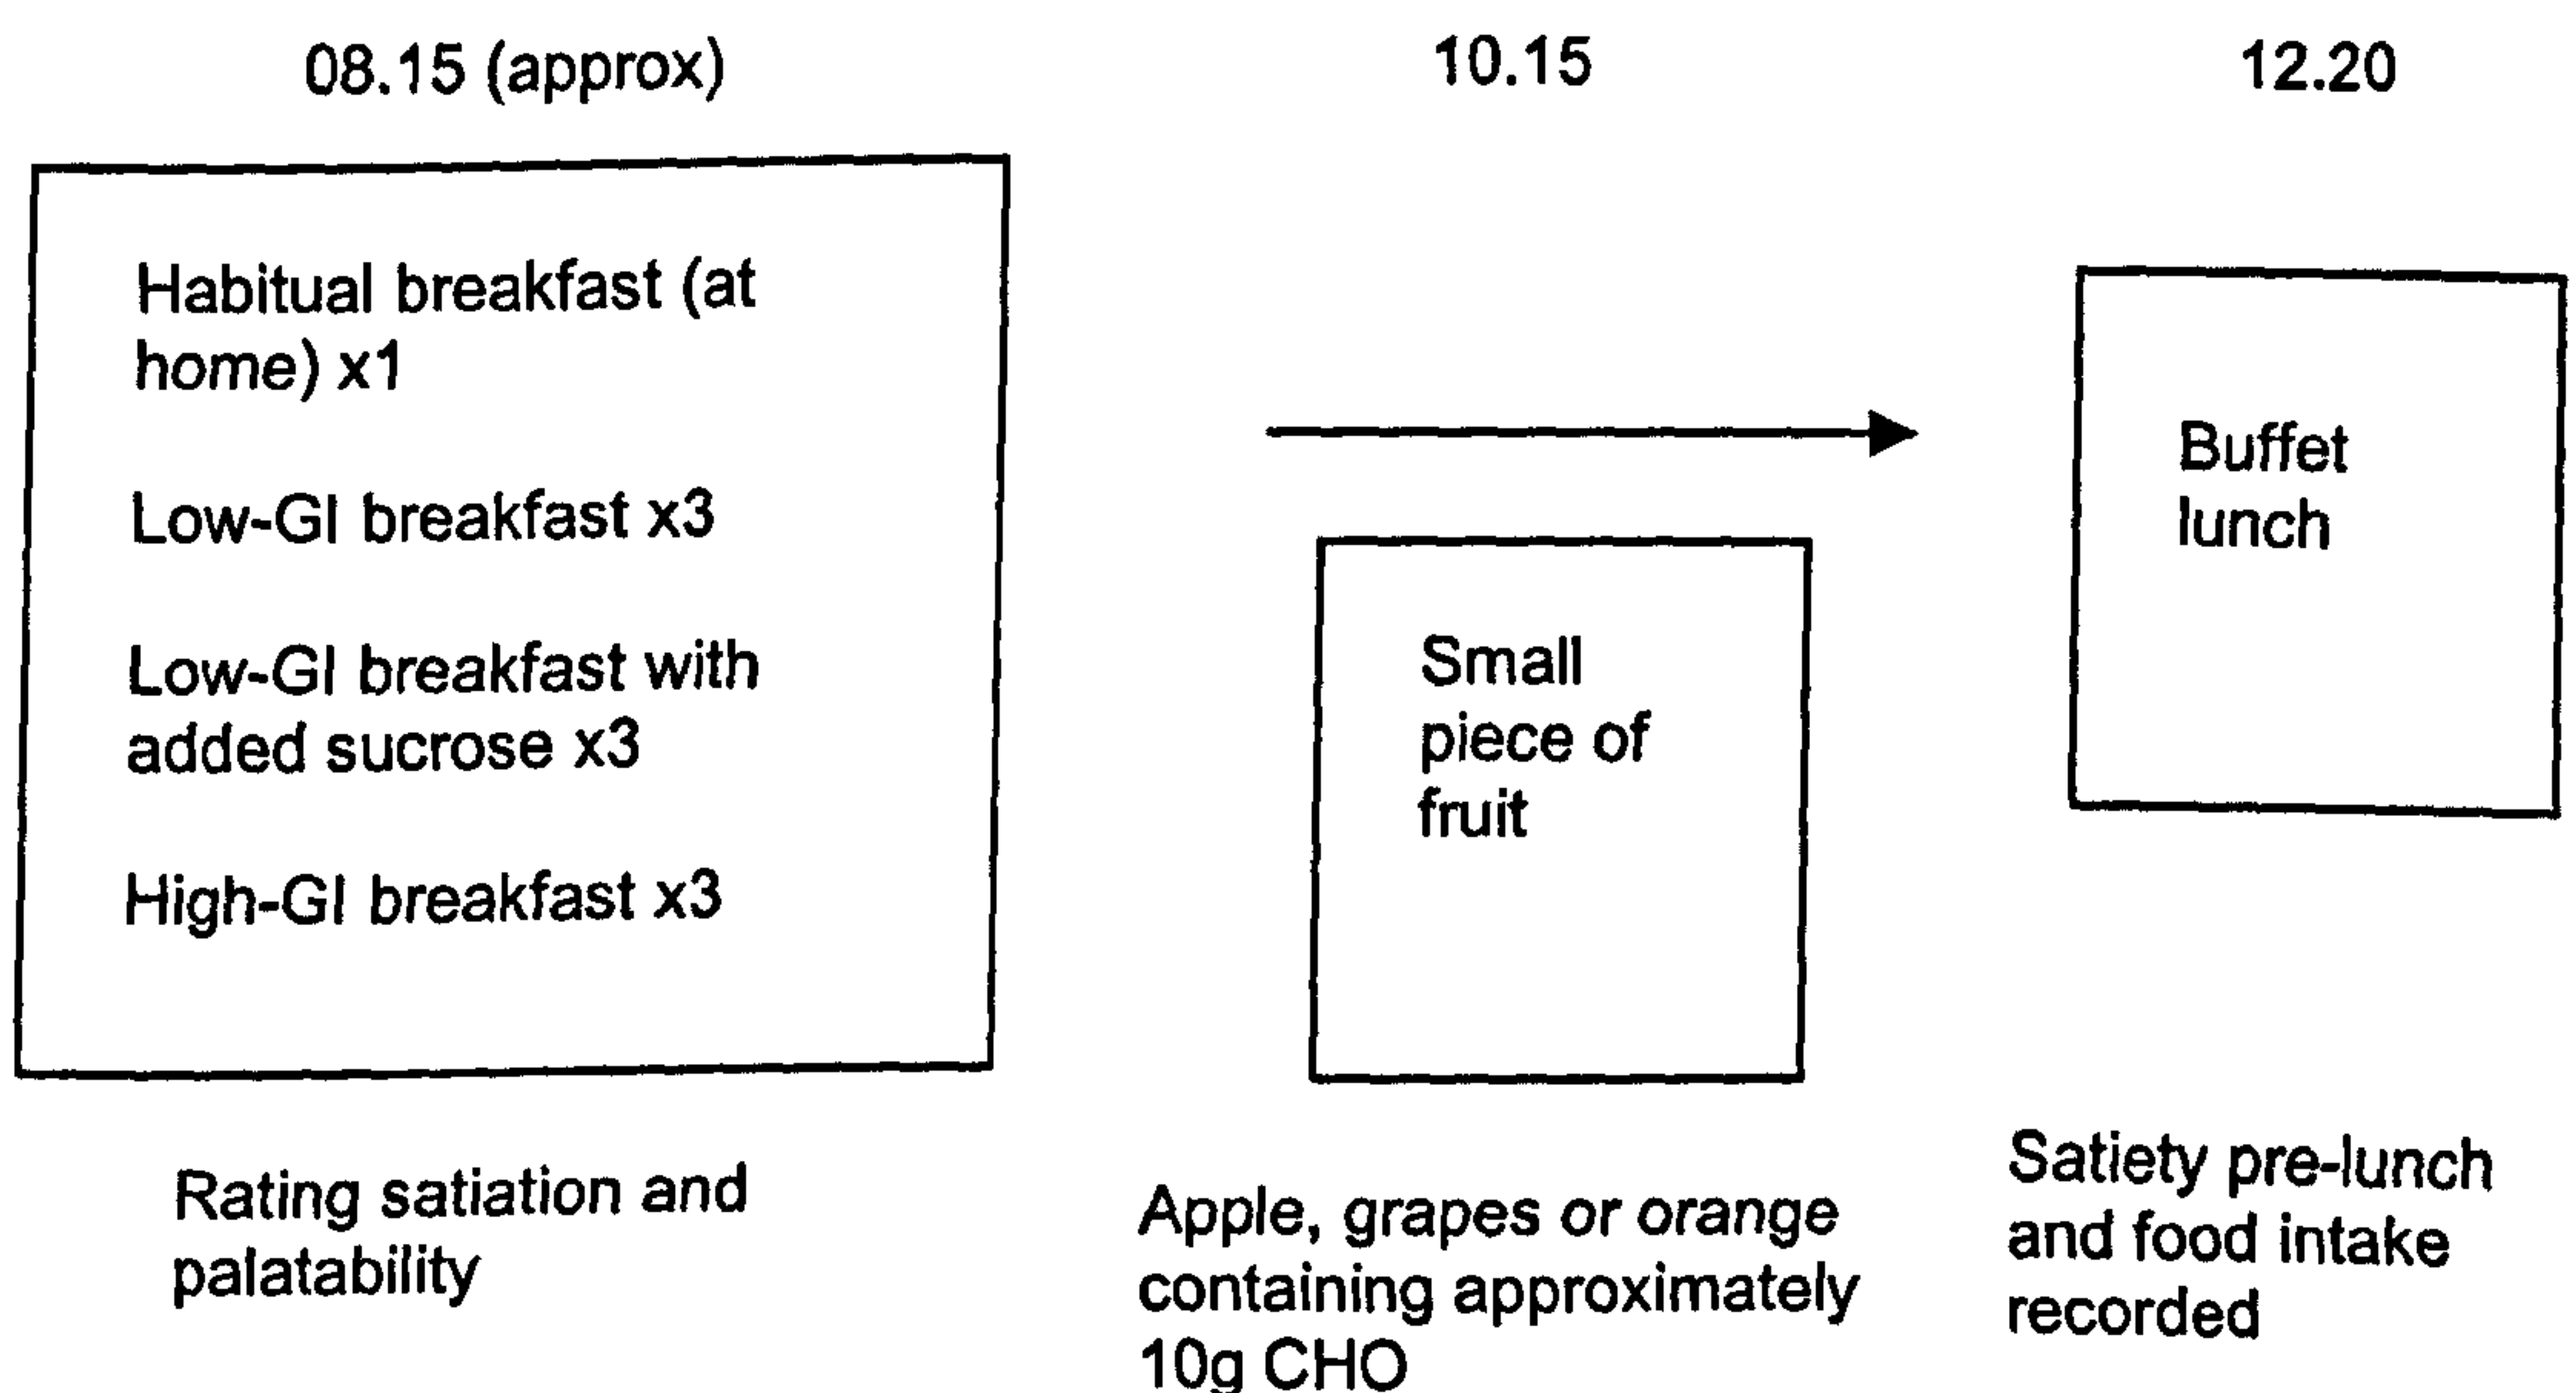 08.15 (approx)
10.15
12.20
Habitual breakfast (at
home) x1
Low-GI breakfast x3
Low-GI breakfast with
added sucrose x3
High-GI breakfast x3
Small
piece of
fruit
Buffet
lunch
Rating satiation and
palatability
Apple, grapes or orange
containing approximately
10g CHO
Satiety pre-lunch
and food intake
recorded